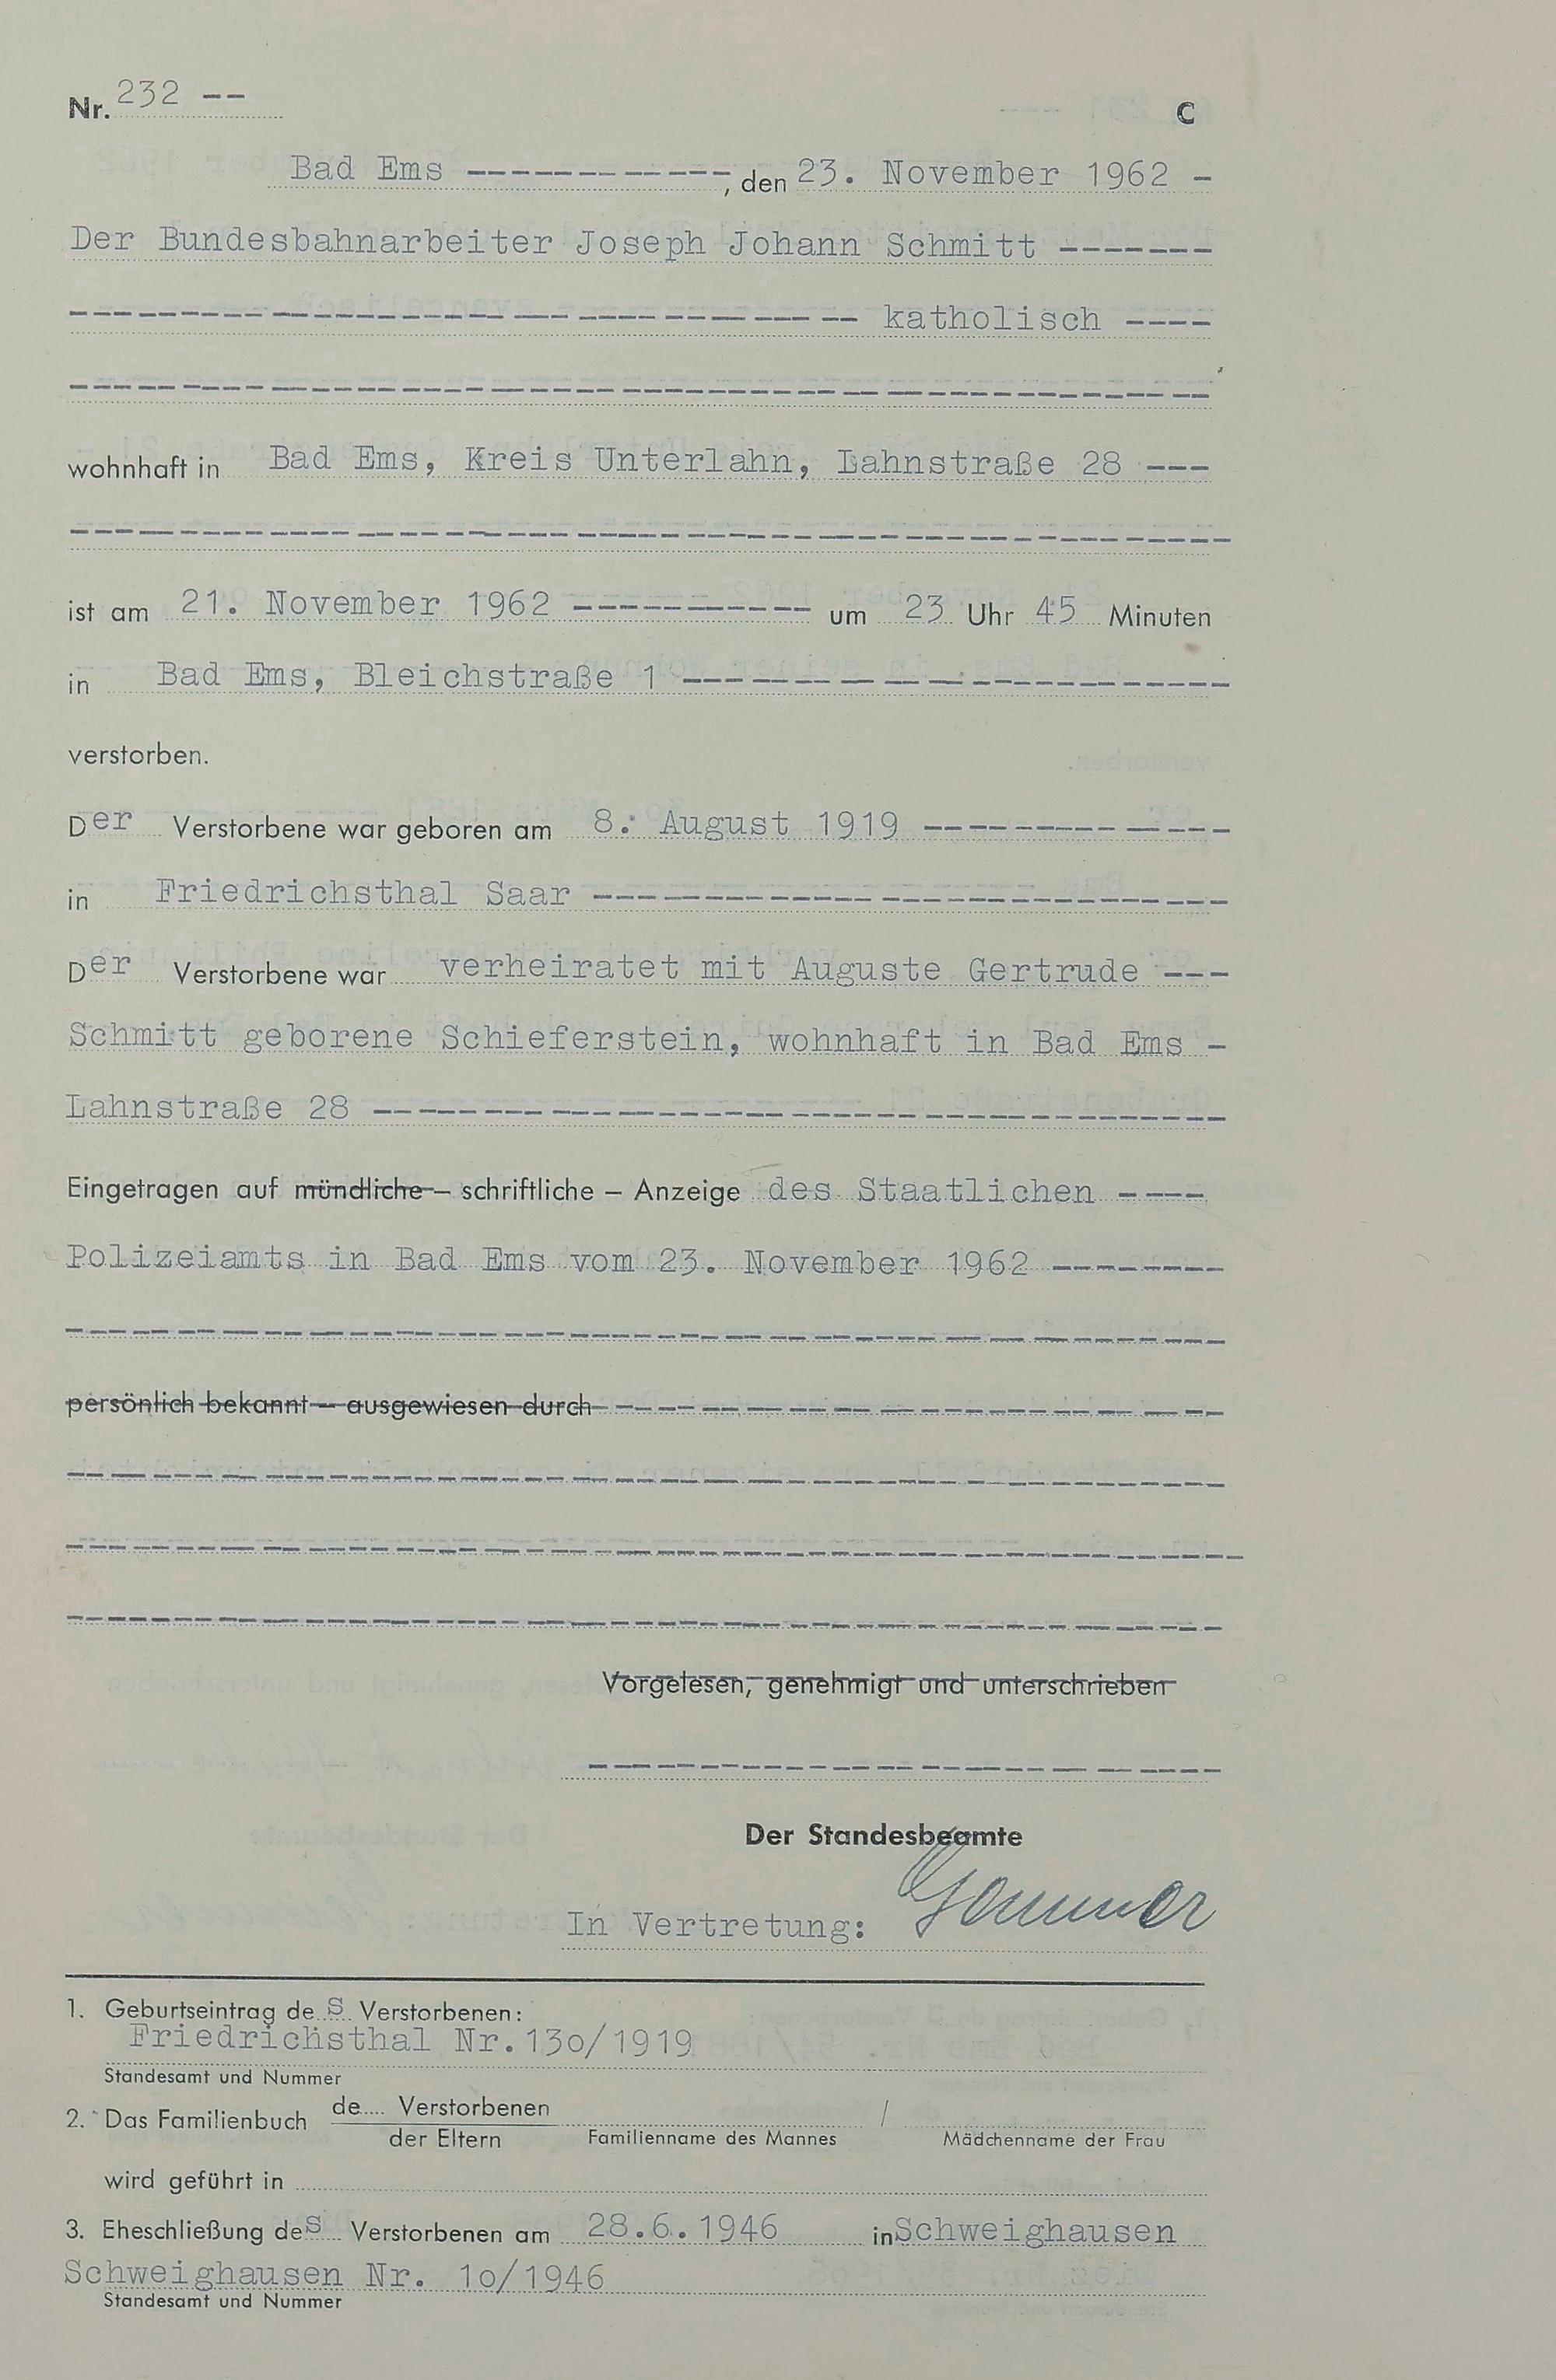 Nr. 232 --
C
Bad Ems ------------, den 23. November 1962 -
Der Bundesbahnarbeiter Joseph Johann Schmitt -------
katholisch ----
wohnhaft in Bad Ems, Kreis Unterlahn, Lahnstraße 28 ---
ist am 21. November 1962 ----------- um 23 Uhr 45 Minuten
in Bad Ems, Bleichstraße 1
verstorben.
Der Verstorbene war geboren am 8. August 1919
in Friedrichsthal Saar
Der Verstorbene war verheiratet mit Auguste Gertrude ---
Schmitt geborene Schieferstein, wohnhaft in Bad Ems -
Lahnstraße 28
Eingetragen auf mündliche – schriftliche – Anzeige des Staatlichen ----
Polizeiamts in Bad Ems vom 23. November 1962 --------
persönlich bekannt — ausgewiesen durch
Vorgelesen, genehmigt und unterschrieben
Der Standesbeamte
In Vertretung:
1. Geburtseintrag des Verstorbenen:
Friedrichsthal Nr.13o/1919
Standesamt und Nummer
2. Das Familienbuch de..... Verstorbenen /
der Eltern Familienname des Mannes Mädchenname der Frau
wird geführt in
3. Eheschließung des Verstorbenen am 28.6.1946 in Schweighausen
Schweighausen Nr. 1o/1946
Standesamt und Nummer